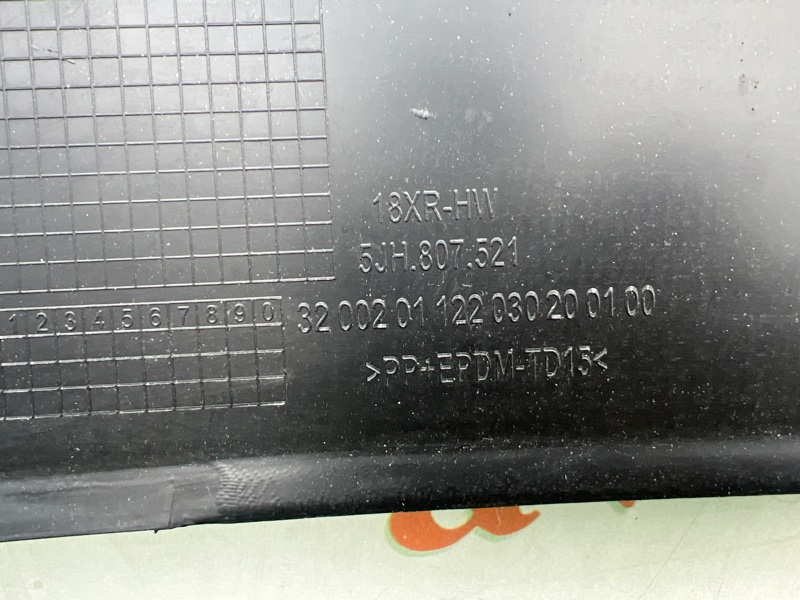 18XR-HW
5JH.807.521
1 2 3 4 5 6 7 8 9 0
32 002 01 122 030 20 01 00
>PP+EPDM-TD15<